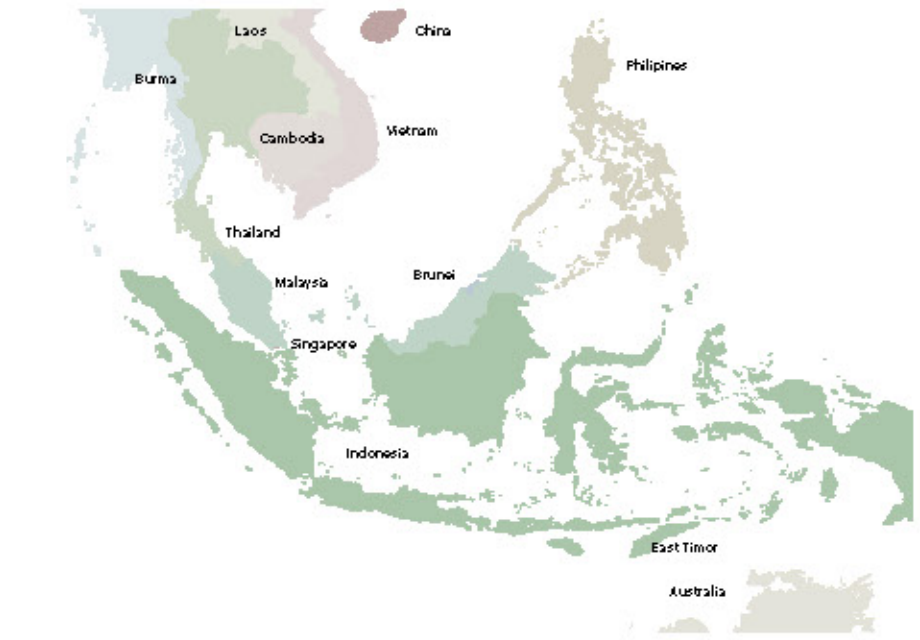 Laos
China
Philipines
Burma
Vietnam
Cambodia
Thailand
Brunei
Malaysia
Singapore
Indonesia
East Timor
Australia